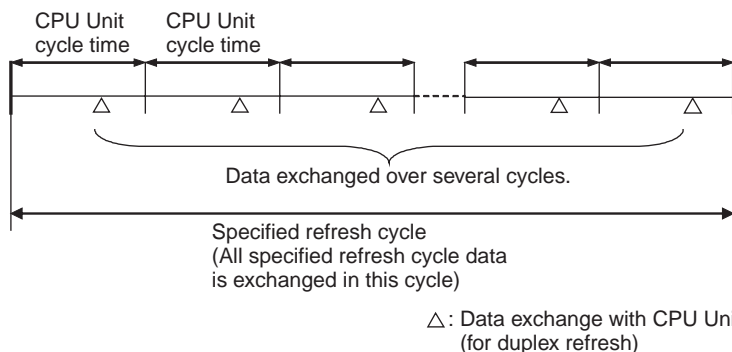 CPU Unit
cycle time
CPU Unit
cycle time
Data exchanged over several cycles.
Specified refresh cycle
(All specified refresh cycle data
is exchanged in this cycle)
△: Data exchange with CPU Uni
(for duplex refresh)